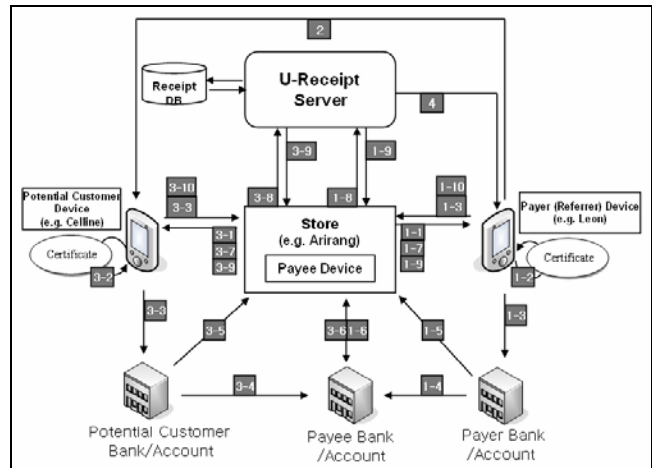 2
U-Receipt
Server
Receipt
DB
4
3-9
1-9
3-10
3-3
3-8
1-8
1-10
1-3
Potential Customer
Device
(e.g. Celline)
Payer (Referrer) Device
(e.g. Leon)
Store
(e.g. Arirang)
Payee Device
3-1
3-7
3-9
1-1
1-7
1-9
Certificate
3-2
Certificate
1-2
3-3
3-5
3-6
1-6
1-5
1-3
3-4
1-4
Potential Customer
Bank/Account
Payee Bank
/Account
Payer Bank
/Account